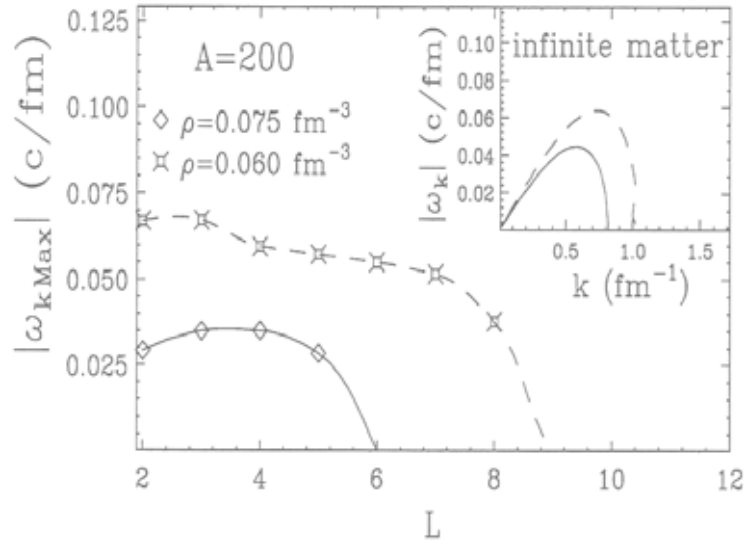 0.125
0.100
0.075
0.050
0.025
|ω_kMax| (c/fm)
A=200
ρ=0.075 fm⁻³
ρ=0.060 fm⁻³
2 4 6 8 10 12
L
infinite matter
0.10
0.08
0.06
0.04
0.02
|ω_k| (c/fm)
0.5 1.0 1.5
k (fm⁻¹)